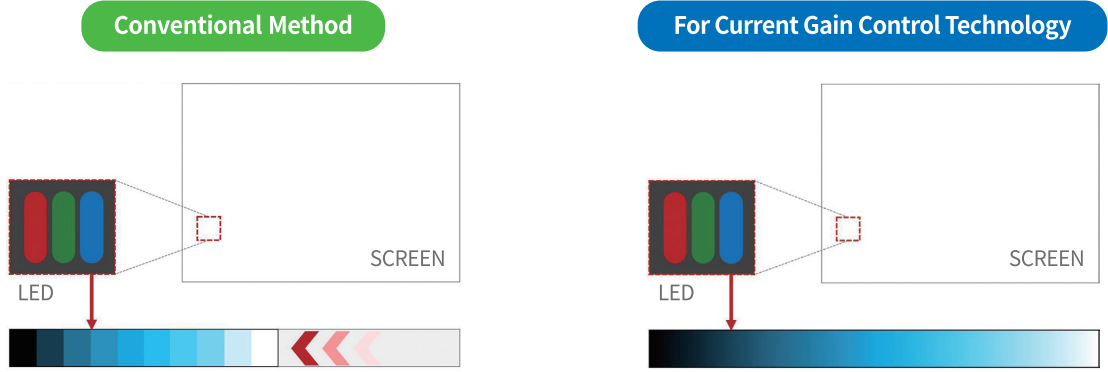 Conventional Method
For Current Gain Control Technology
SCREEN
SCREEN
LED
LED